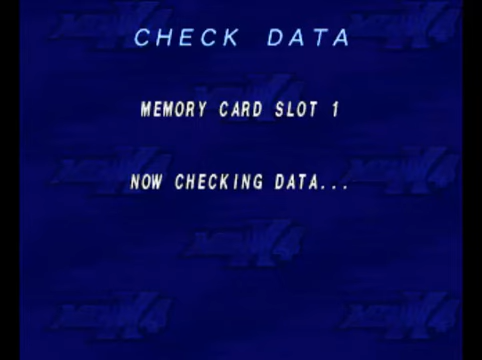 CHECK DATA
MEMORY CARD SLOT 1
NOW CHECKING DATA...